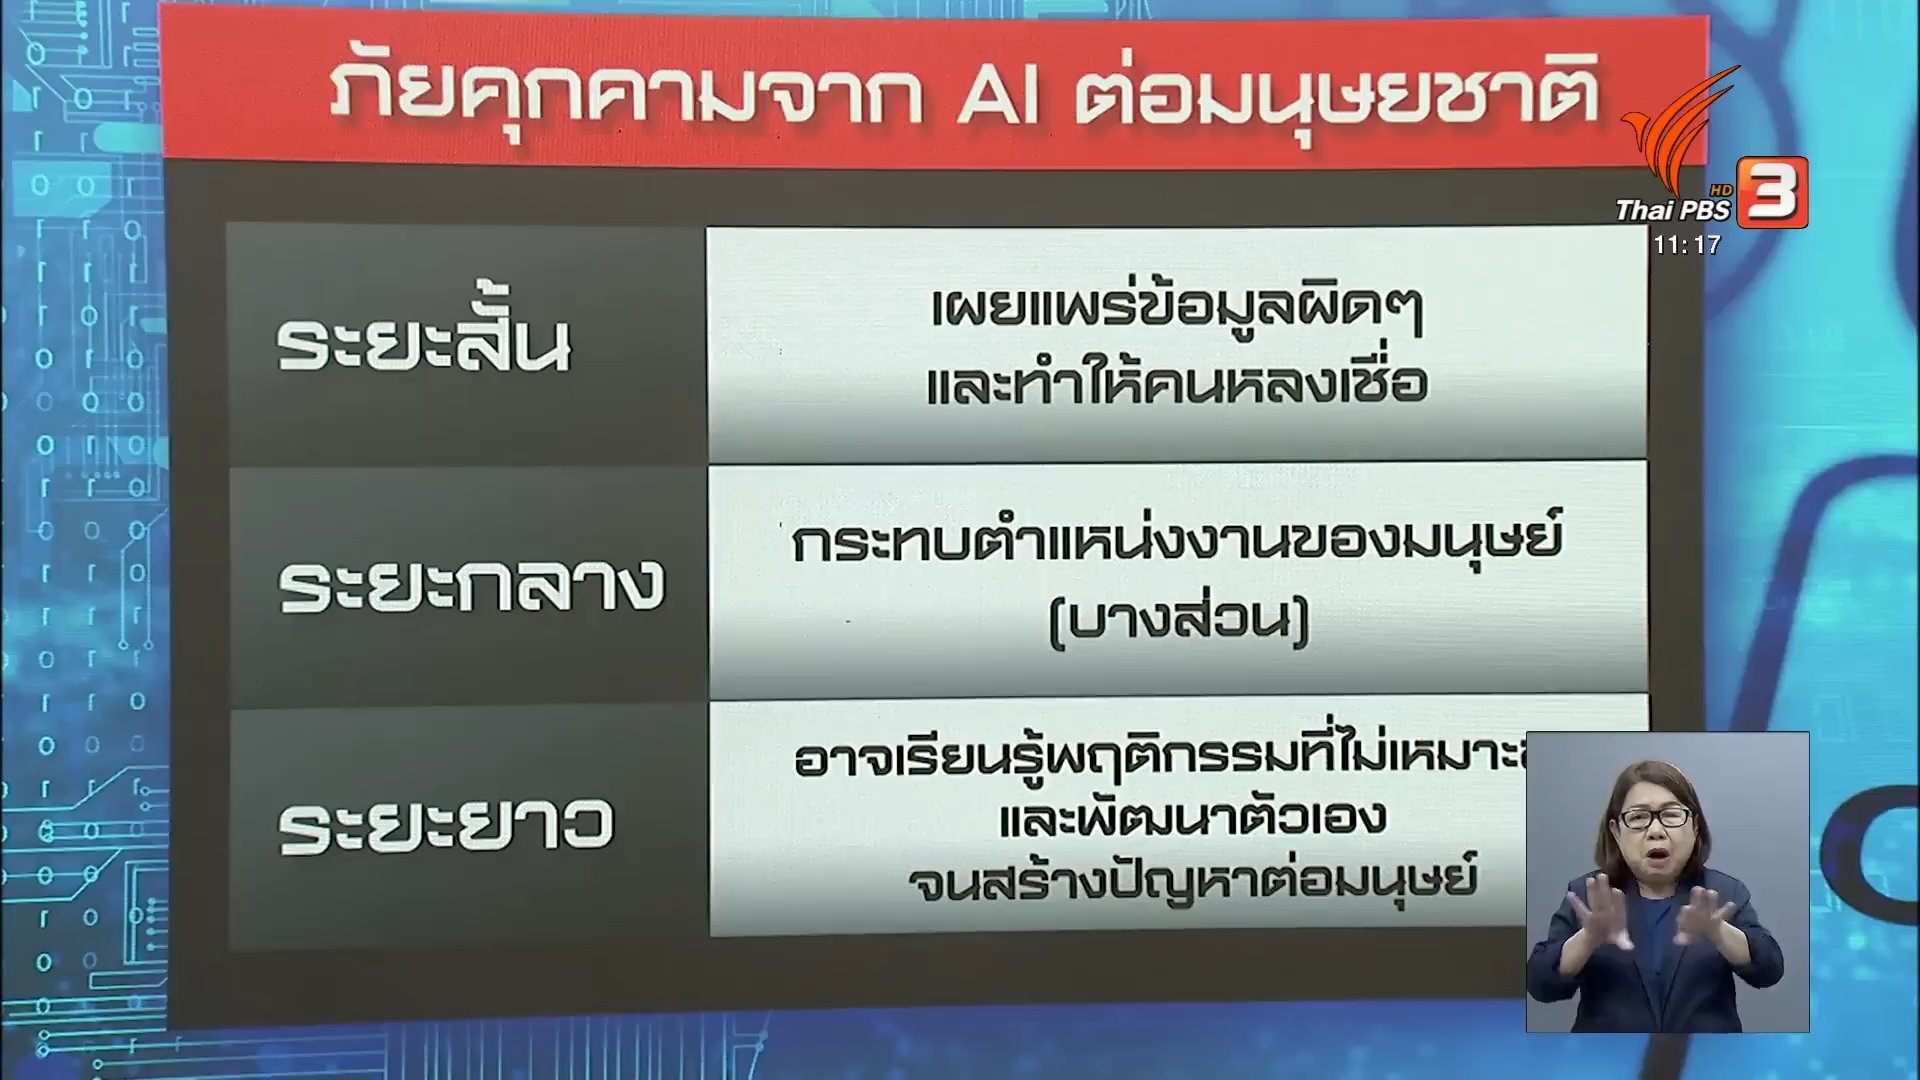 ภัยคุกคามจาก AI ต่อมนุษยชาติ
HD
Thai PBS 3
11:17
ระยะสั้น
เผยแพร่ข้อมูลผิดๆ
และทำให้คนหลงเชื่อ
ระยะกลาง
กระทบตำแหน่งงานของมนุษย์
(บางส่วน)
ระยะยาว
อาจเรียนรู้พฤติกรรมที่ไม่เหมาะ
และพัฒนาตัวเอง
จนสร้างปัญหาต่อมนุษย์